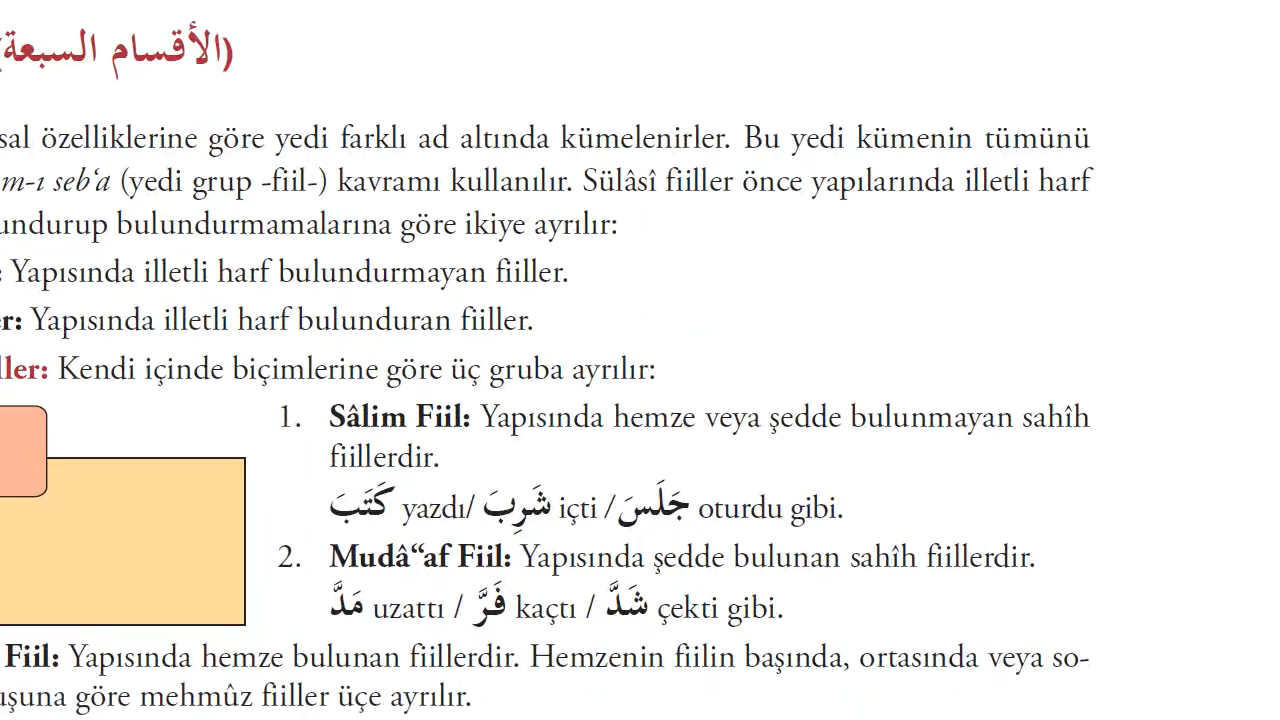 (الأقسام السبعة)
sal özelliklerine göre yedi farklı ad altında kümelenirler. Bu yedi kümenin tümünü
m-ı seb‘a (yedi grup -fiil-) kavramı kullanılır. Sülâsî fiiller önce yapılarında illetli harf
undurup bulundurmamalarına göre ikiye ayrılır:
: Yapısında illetli harf bulundurmayan fiiller.
er: Yapısında illetli harf bulunduran fiiller.
ller: Kendi içinde biçimlerine göre üç gruba ayrılır:
1. Sâlim Fiil: Yapısında hemze veya şedde bulunmayan sahîh
fiillerdir.
كَتَبَ yazdı/ شَرِبَ içti / جَلَسَ oturdu gibi.
2. Mudâ“af Fiil: Yapısında şedde bulunan sahîh fiillerdir.
مَدَّ uzattı / فَرَّ kaçtı / شَدَّ çekti gibi.
Fiil: Yapısında hemze bulunan fiillerdir. Hemzenin fiilin başında, ortasında veya so-
uşuna göre mehmûz fiiller üçe ayrılır.